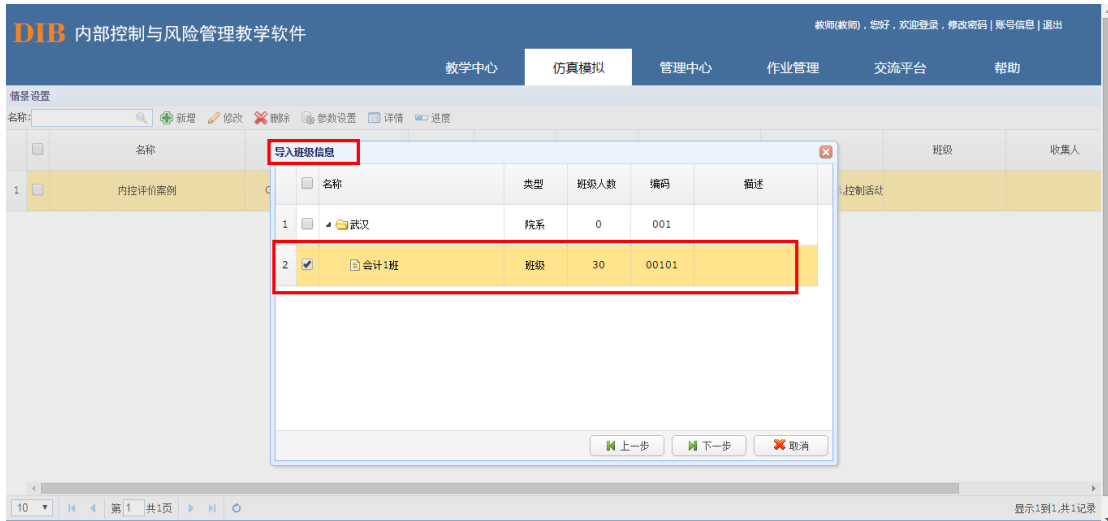 DIB 内部控制与风险管理教学软件
教师(教师)，您好，欢迎登录，修改密码 | 账号信息 | 退出
教学中心 仿真模拟 管理中心 作业管理 交流平台 帮助
情景设置
名称: 新增 修改 删除 参数设置 详情 进度
名称 班级 收集人
1 内控评价案例 ,控制活动
导入班级信息
名称 类型 班级人数 编码 描述
1 武汉 院系 0 001
2 会计1班 班级 30 00101
上一步 下一步 取消
10 第 1 共1页 显示1到1,共1记录